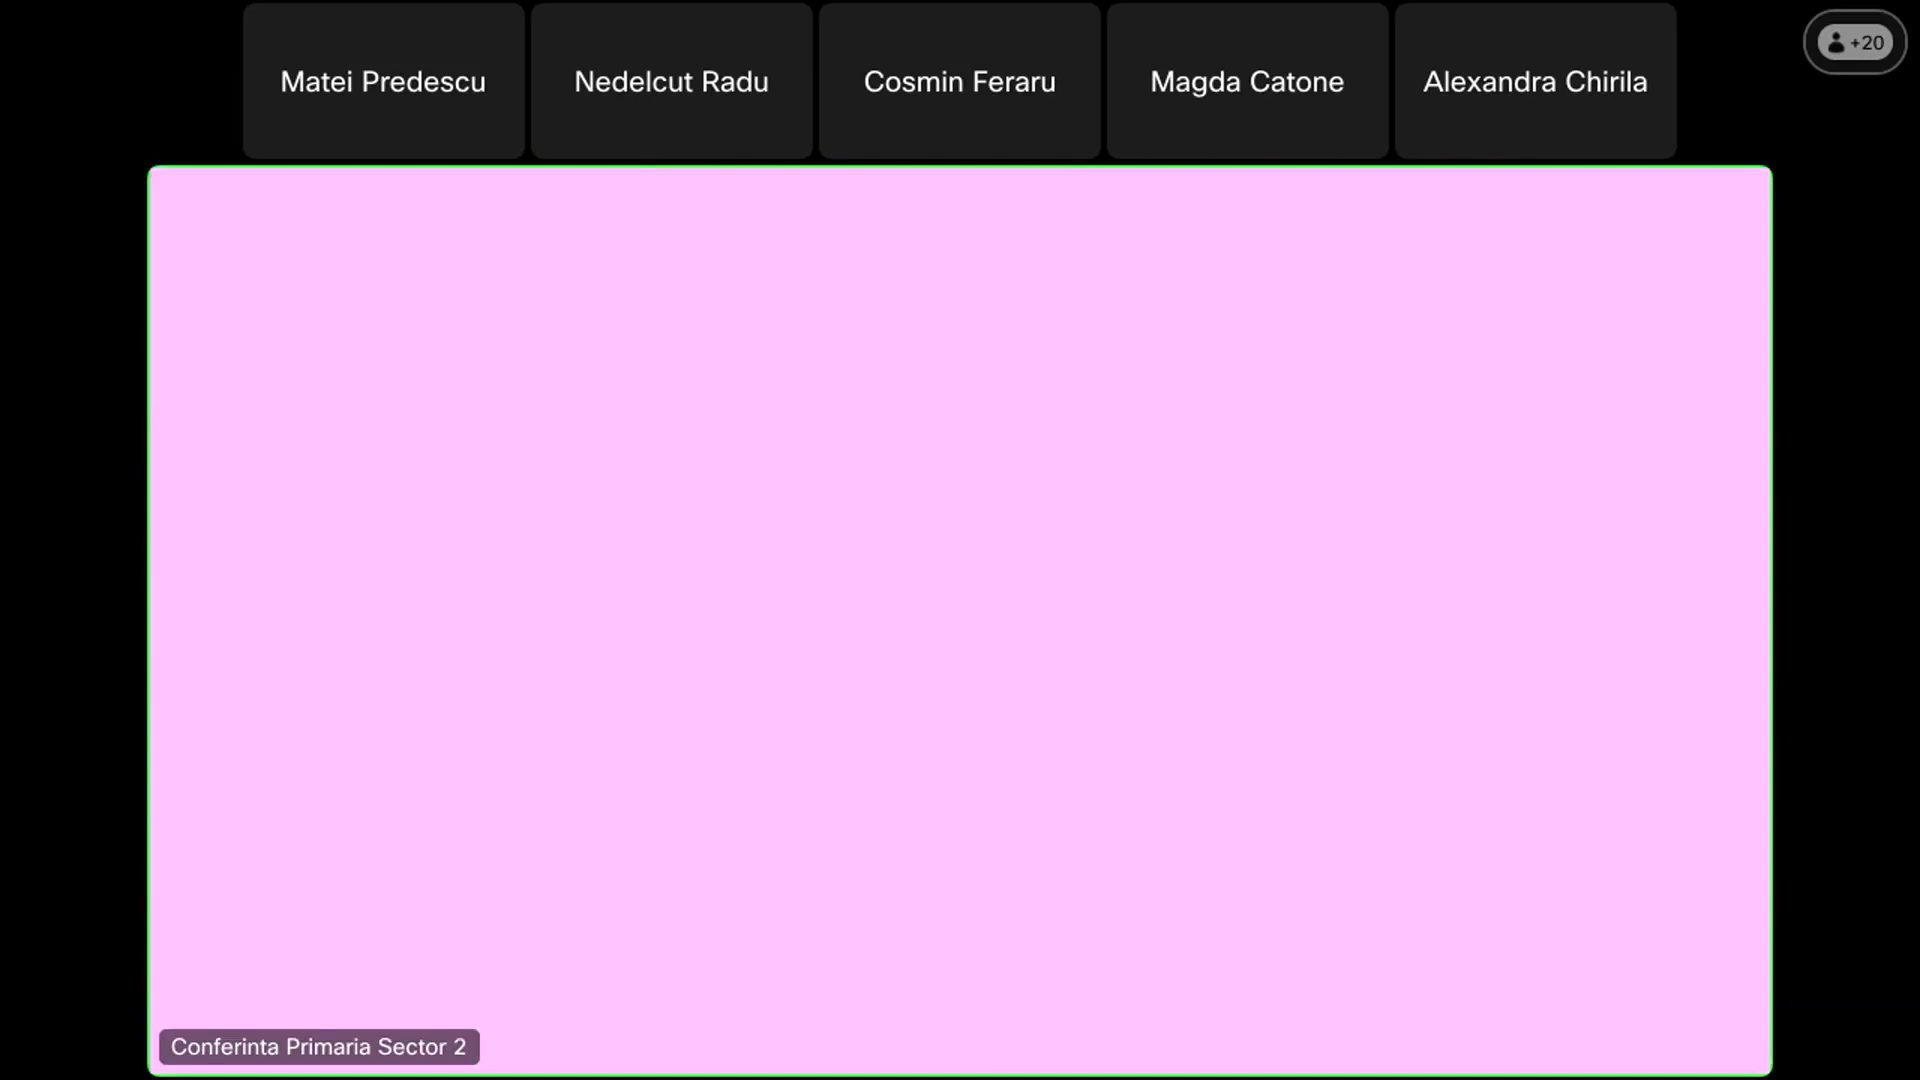 Matei Predescu
Nedelcut Radu
Cosmin Feraru
Magda Catone
Alexandra Chirila
+20
Conferinta Primaria Sector 2